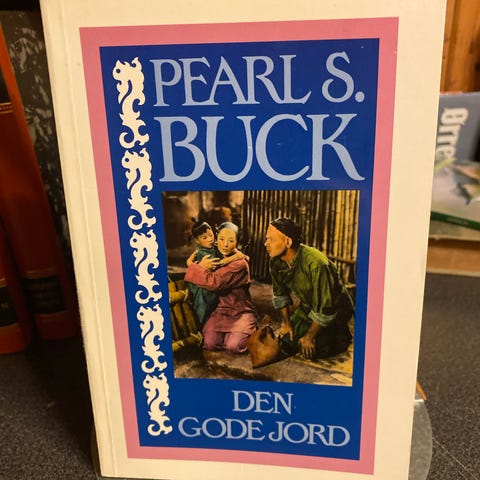 PEARL S.
BUCK
DEN
GODE JORD